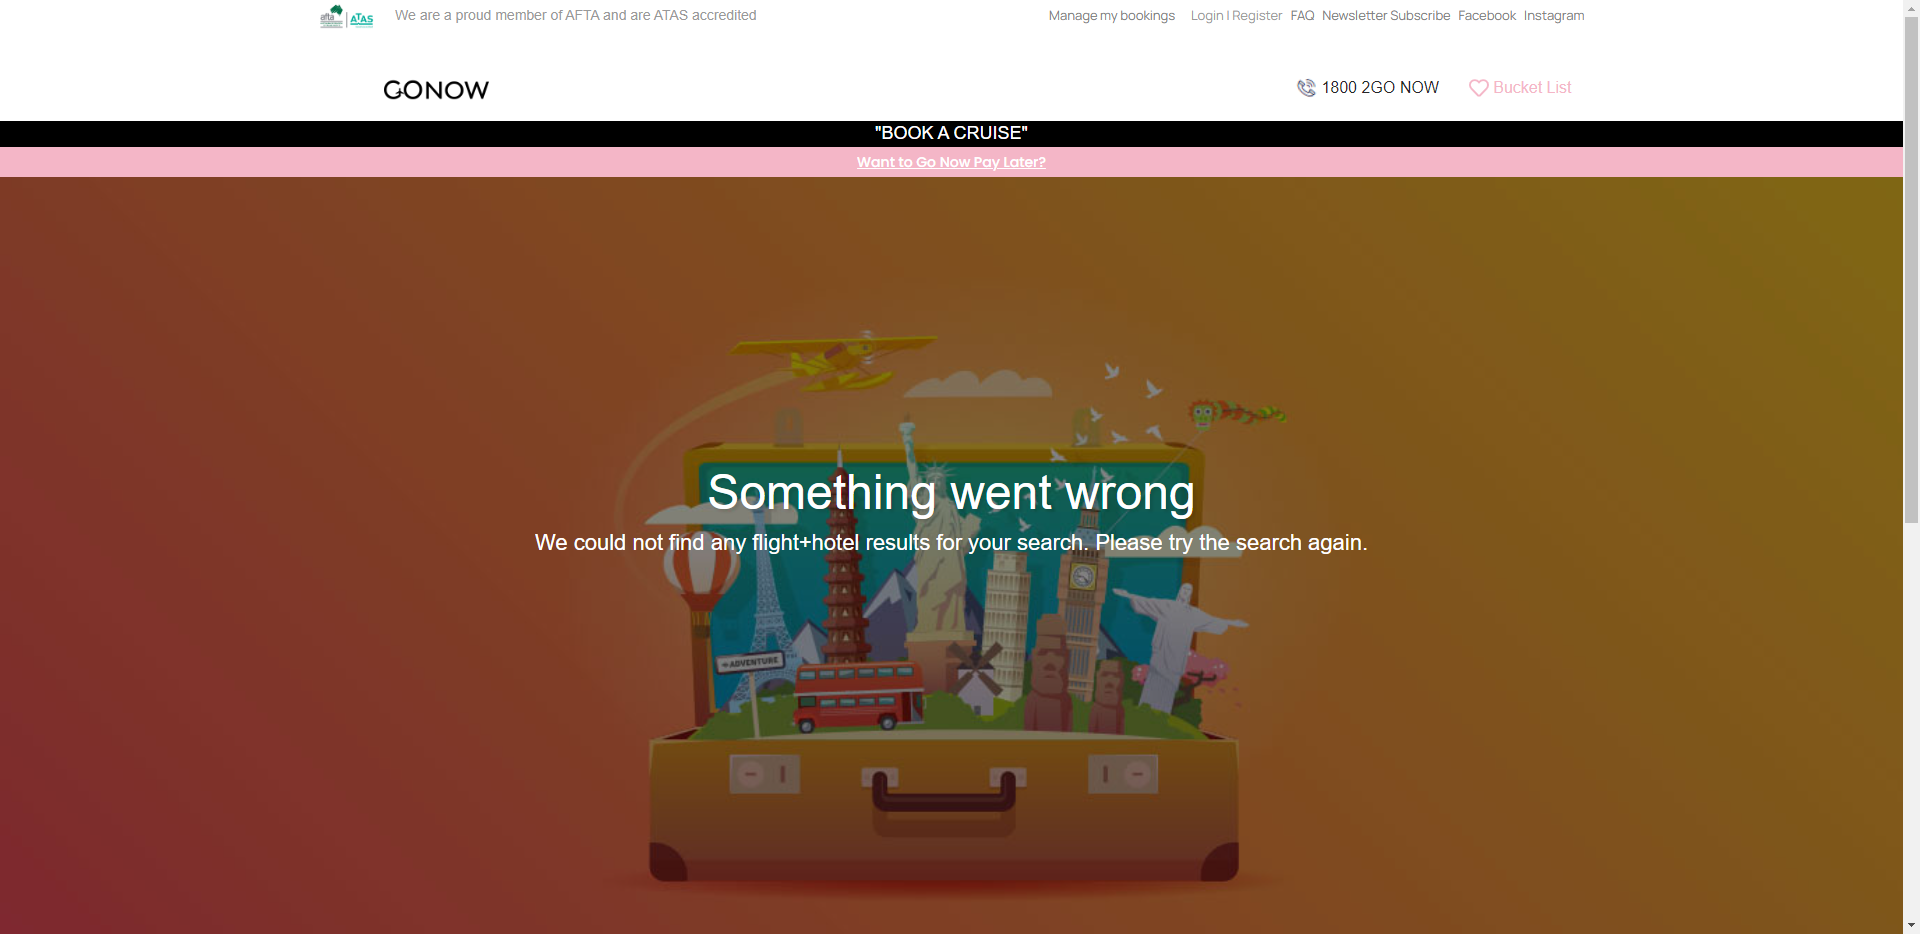 afta
ATAS
We are a proud member of AFTA and are ATAS accredited
Manage my bookings Login | Register FAQ Newsletter Subscribe Facebook Instagram
GONOW
1800 2GO NOW Bucket List
"BOOK A CRUISE"
Want to Go Now Pay Later?
Something went wrong
We could not find any flight+hotel results for your search. Please try the search again.
ADVENTURE